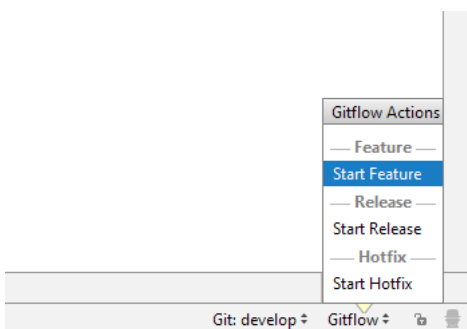 Gitflow Actions
Feature
Start Feature
Release
Start Release
Hotfix
Start Hotfix
Git: develop Gitflow